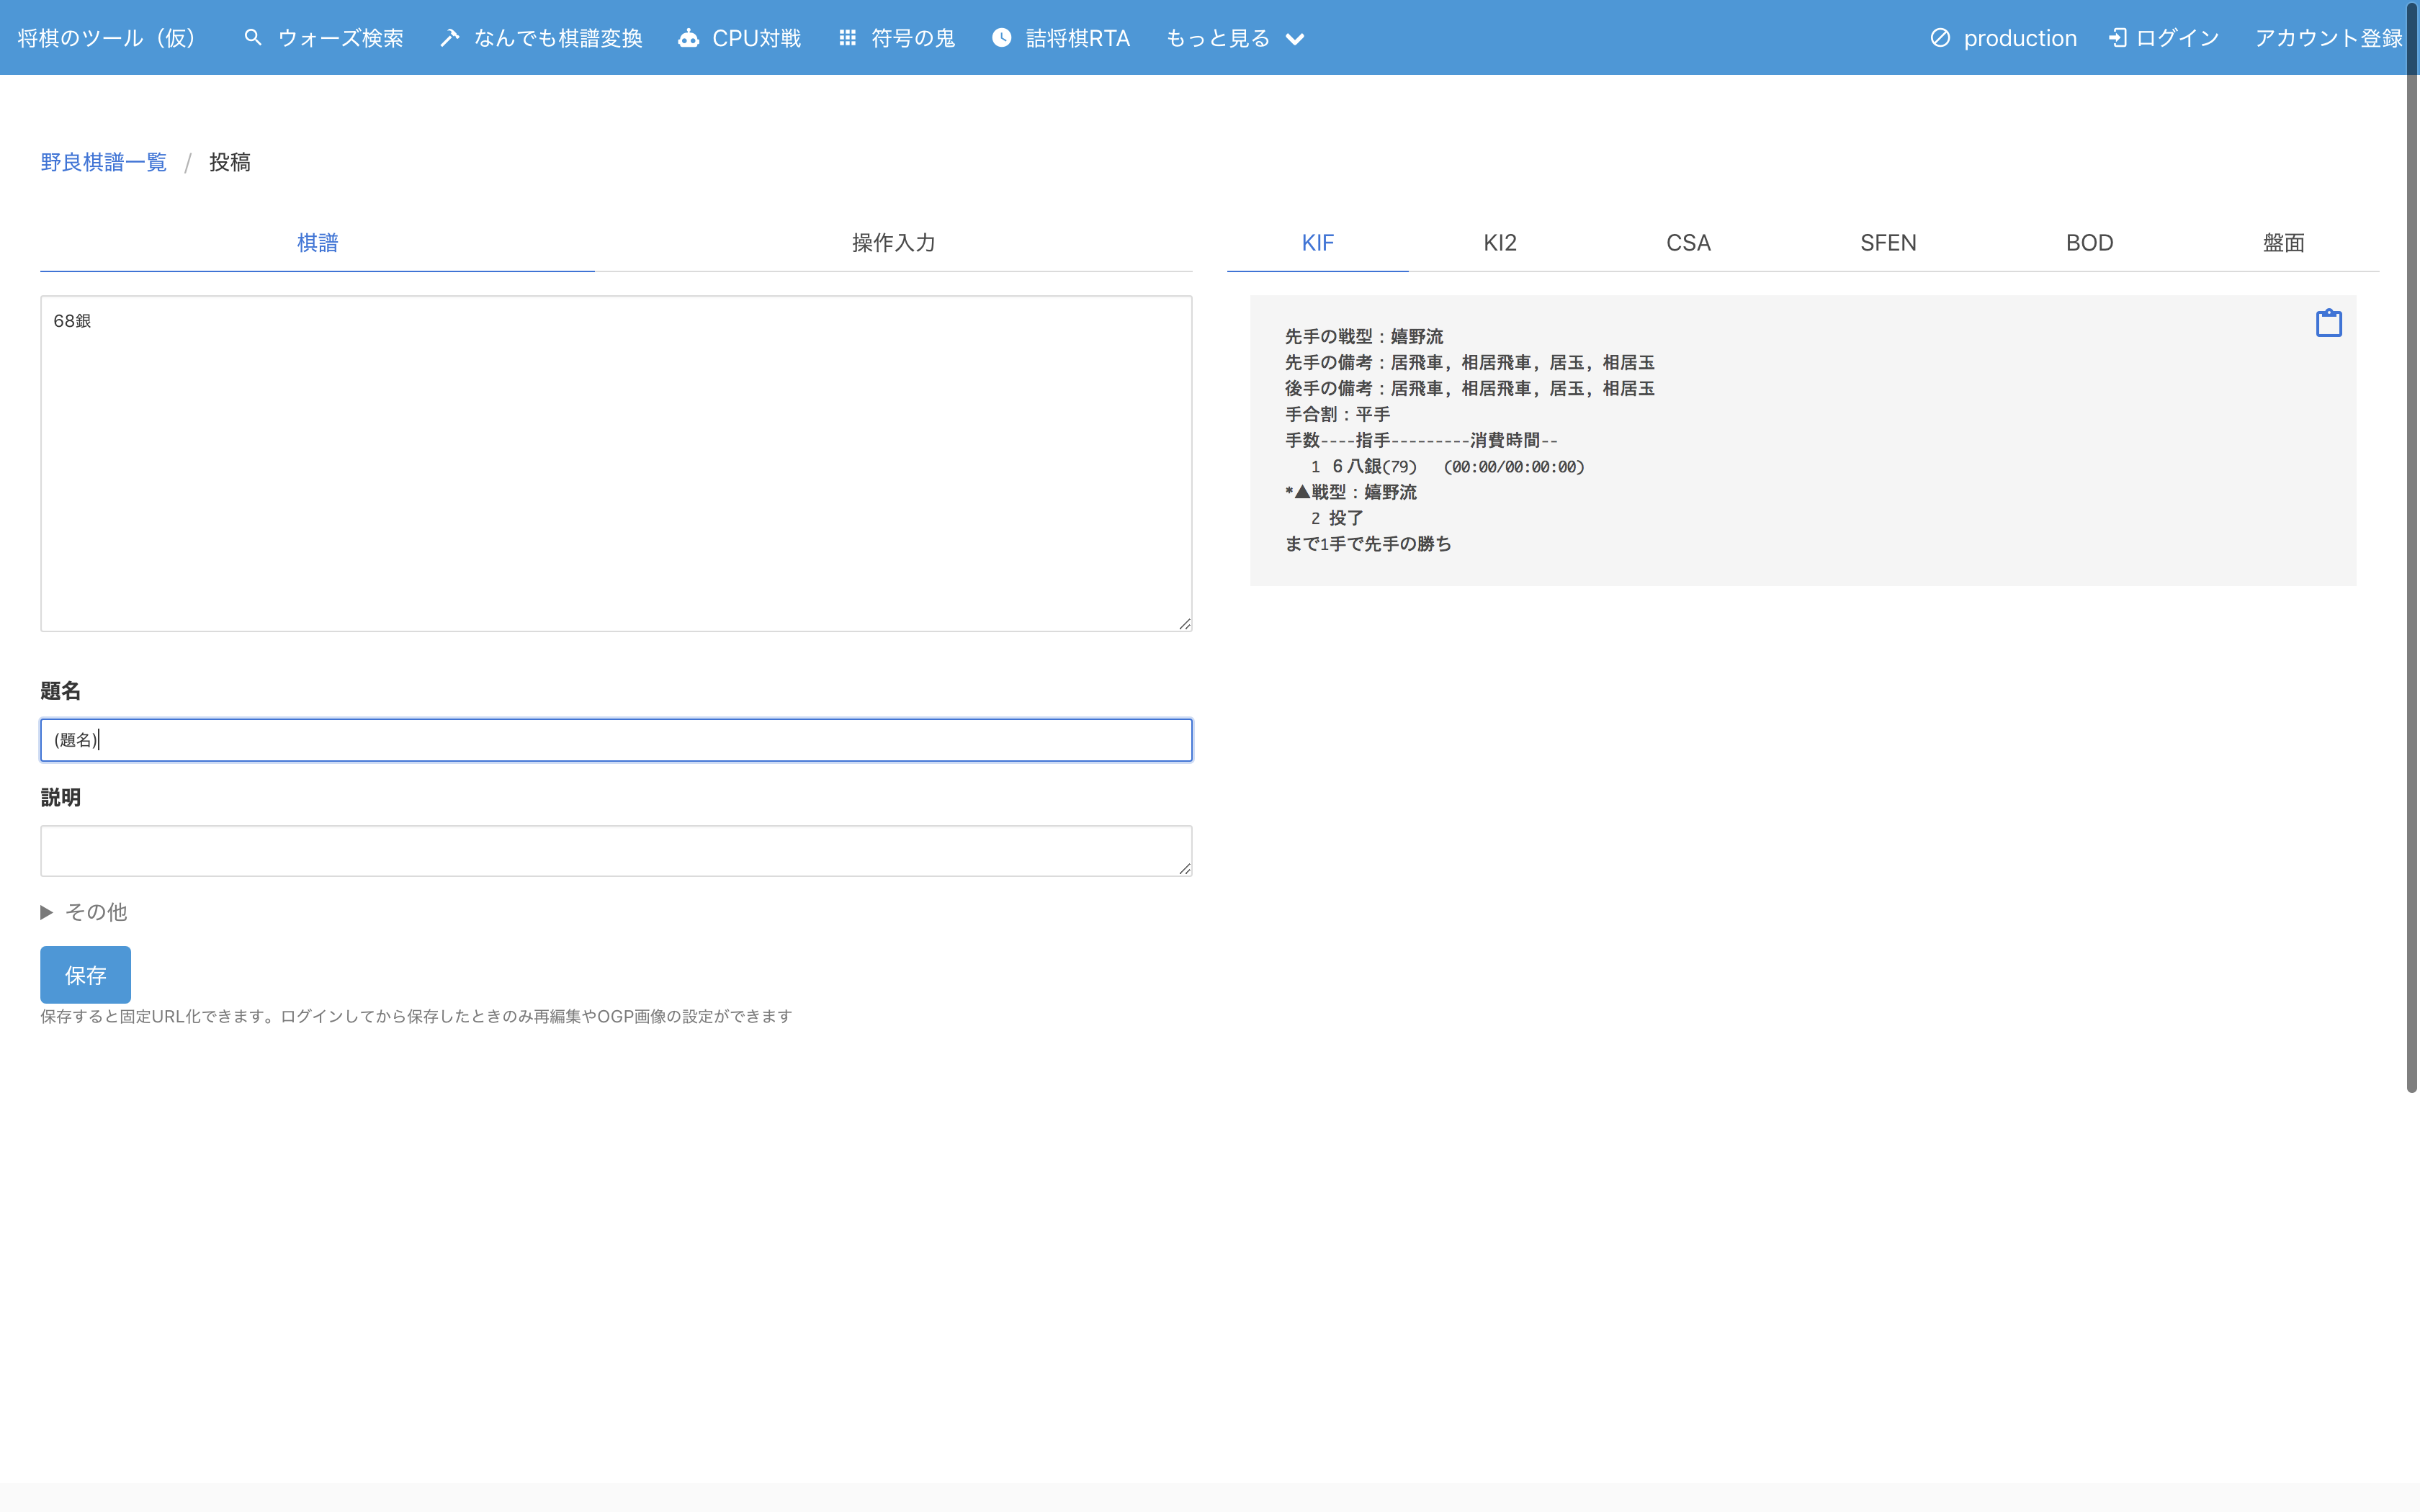 将棋のツール（仮） ウォーズ検索 なんでも棋譜変換 CPU対戦 符号の鬼 詰将棋RTA もっと見る production ログイン アカウント登録
野良棋譜一覧 / 投稿
棋譜 操作入力
68銀
題名
(題名)
説明
その他
保存
保存すると固定URL化できます。ログインしてから保存したときのみ再編集やOGP画像の設定ができます
KIF KI2 CSA SFEN BOD 盤面
先手の戦型：嬉野流
先手の備考：居飛車, 相居飛車, 居玉, 相居玉
後手の備考：居飛車, 相居飛車, 居玉, 相居玉
手合割：平手
手数----指手---------消費時間--
1 ６八銀(79) (00:00/00:00:00)
*▲戦型：嬉野流
2 投了
まで1手で先手の勝ち